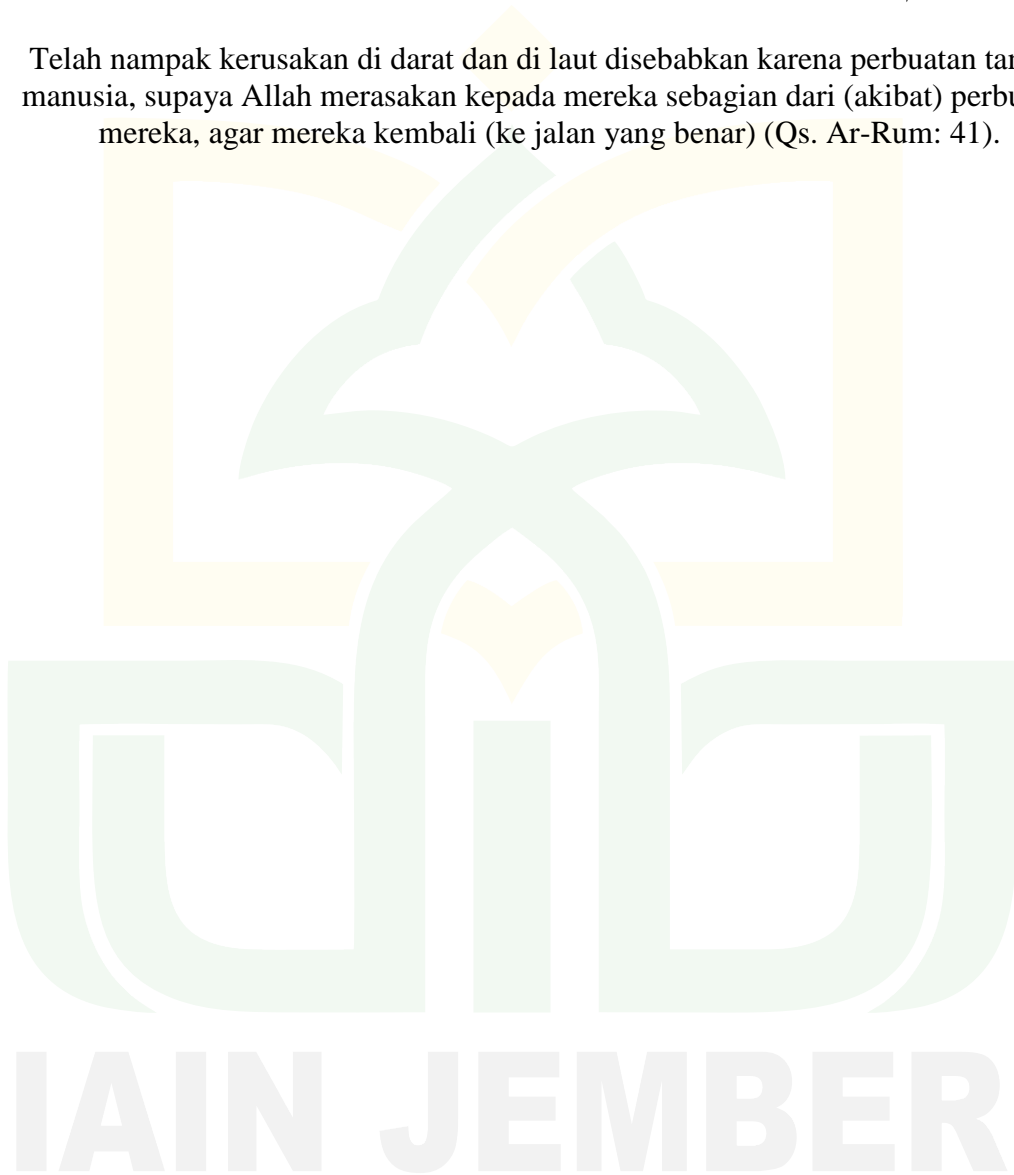 Telah nampak kerusakan di darat dan di laut disebabkan karena perbuatan
manusia, supaya Allah merasakan kepada mereka sebagian dari (akibat)
mereka, agar mereka kembali (ke jalan yang benar) (Qs. Ar-Rum: 41).
IAIN JEMBER